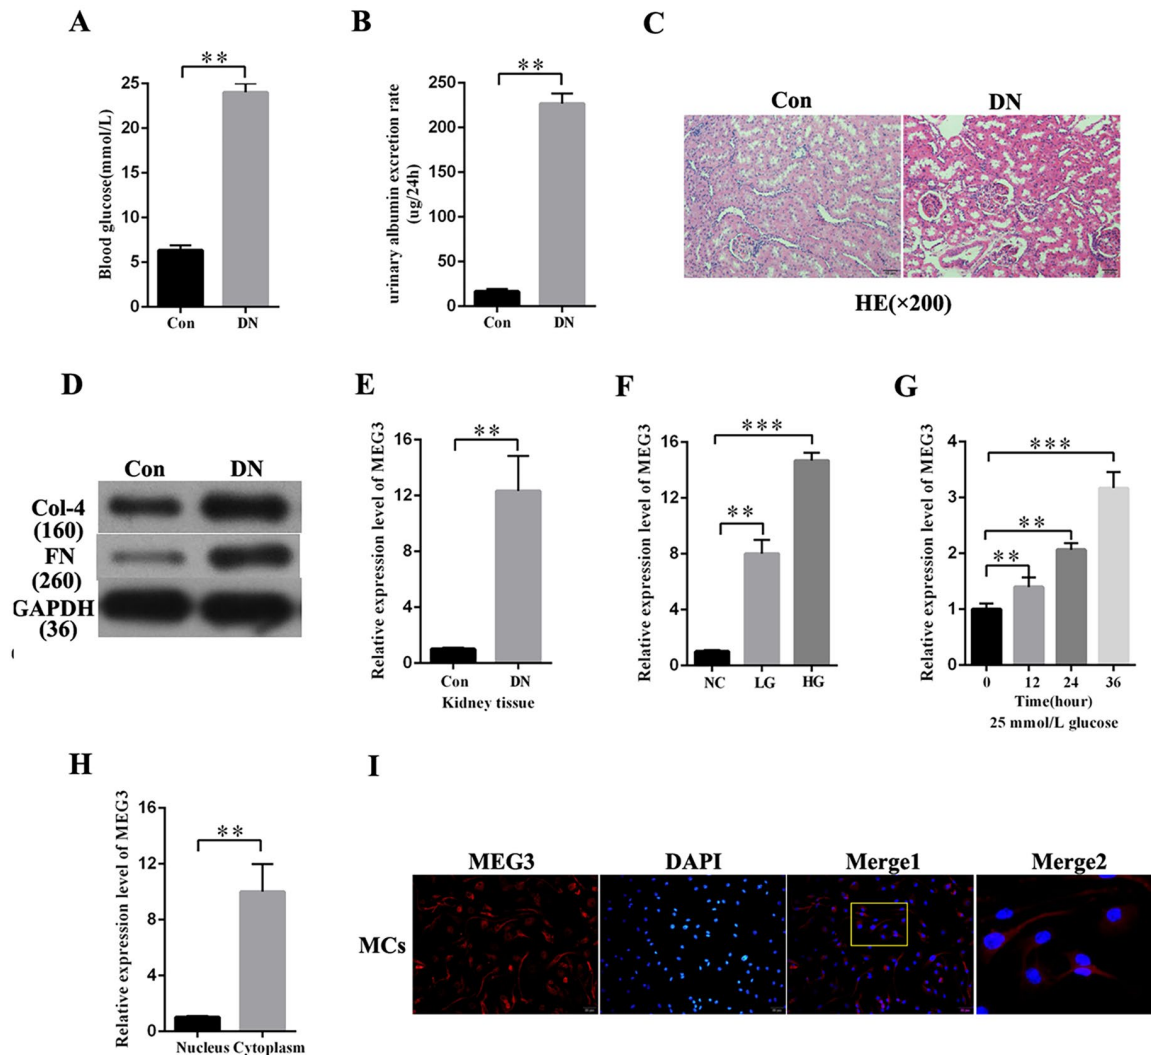 A
**
Blood glucose(mmol/L)
25
20
15
10
5
0
Con
DN
B
**
urinary albumin excretion rate
(ug/24h)
250
200
150
100
50
0
Con
DN
C
Con
DN
HE(×200)
D
Con
DN
Col-4
(160)
FN
(260)
GAPDH
(36)
E
**
Relative expression level of MEG3
16
12
8
4
0
Con
DN
Kidney tissue
F
***
**
Relative expression level of MEG3
16
12
8
4
0
NC
LG
HG
G
***
**
**
Relative expression level of MEG3
4
3
2
1
0
0
12
24
36
Time(hour)
25 mmol/L glucose
H
**
Relative expression level of MEG3
16
12
8
4
0
Nucleus Cytoplasm
I
MEG3
DAPI
Merge1
Merge2
MCs